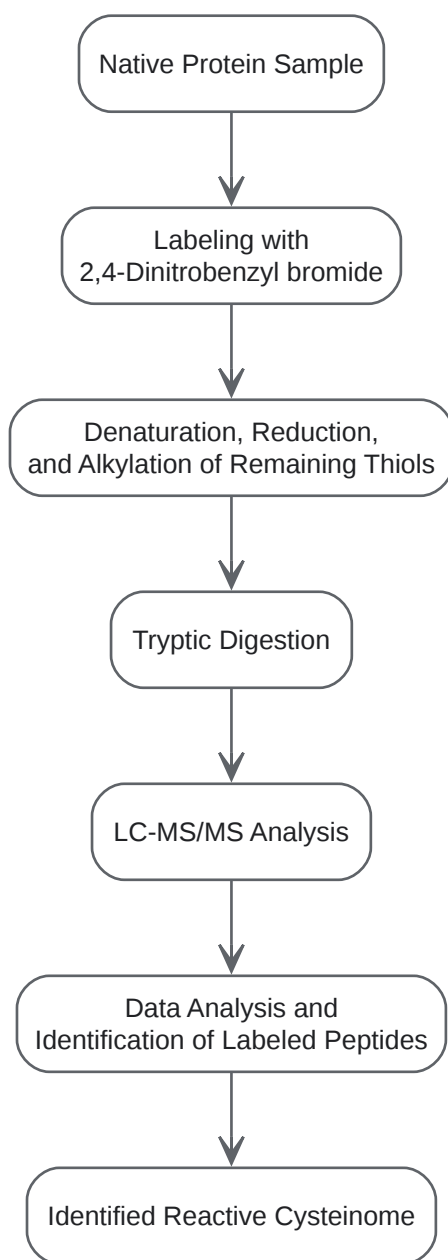 Native Protein Sample
Labeling with
2,4-Dinitrobenzyl bromide
Denaturation, Reduction,
and Alkylation of Remaining Thiols
Tryptic Digestion
LC-MS/MS Analysis
Data Analysis and
Identification of Labeled Peptides
Identified Reactive Cysteinome